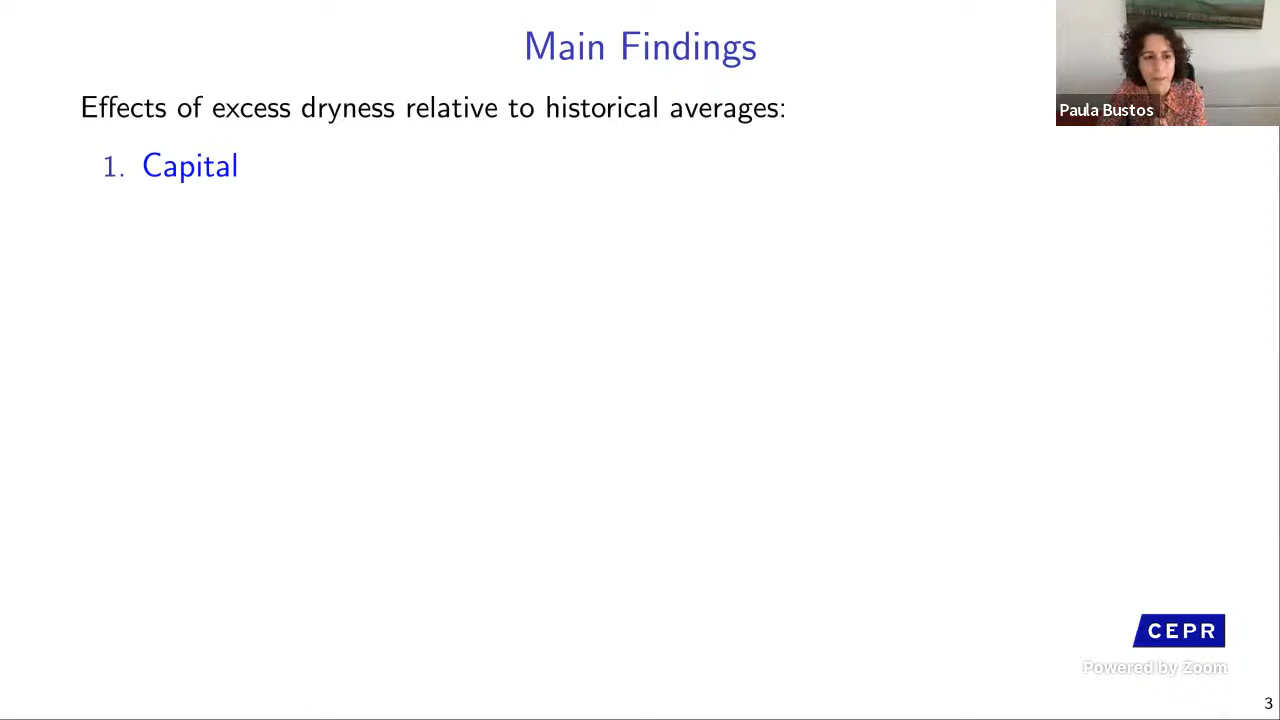 Main Findings
Paula Bustos
Effects of excess dryness relative to historical averages:
1. Capital
CEPR
Powered by Zoom
3